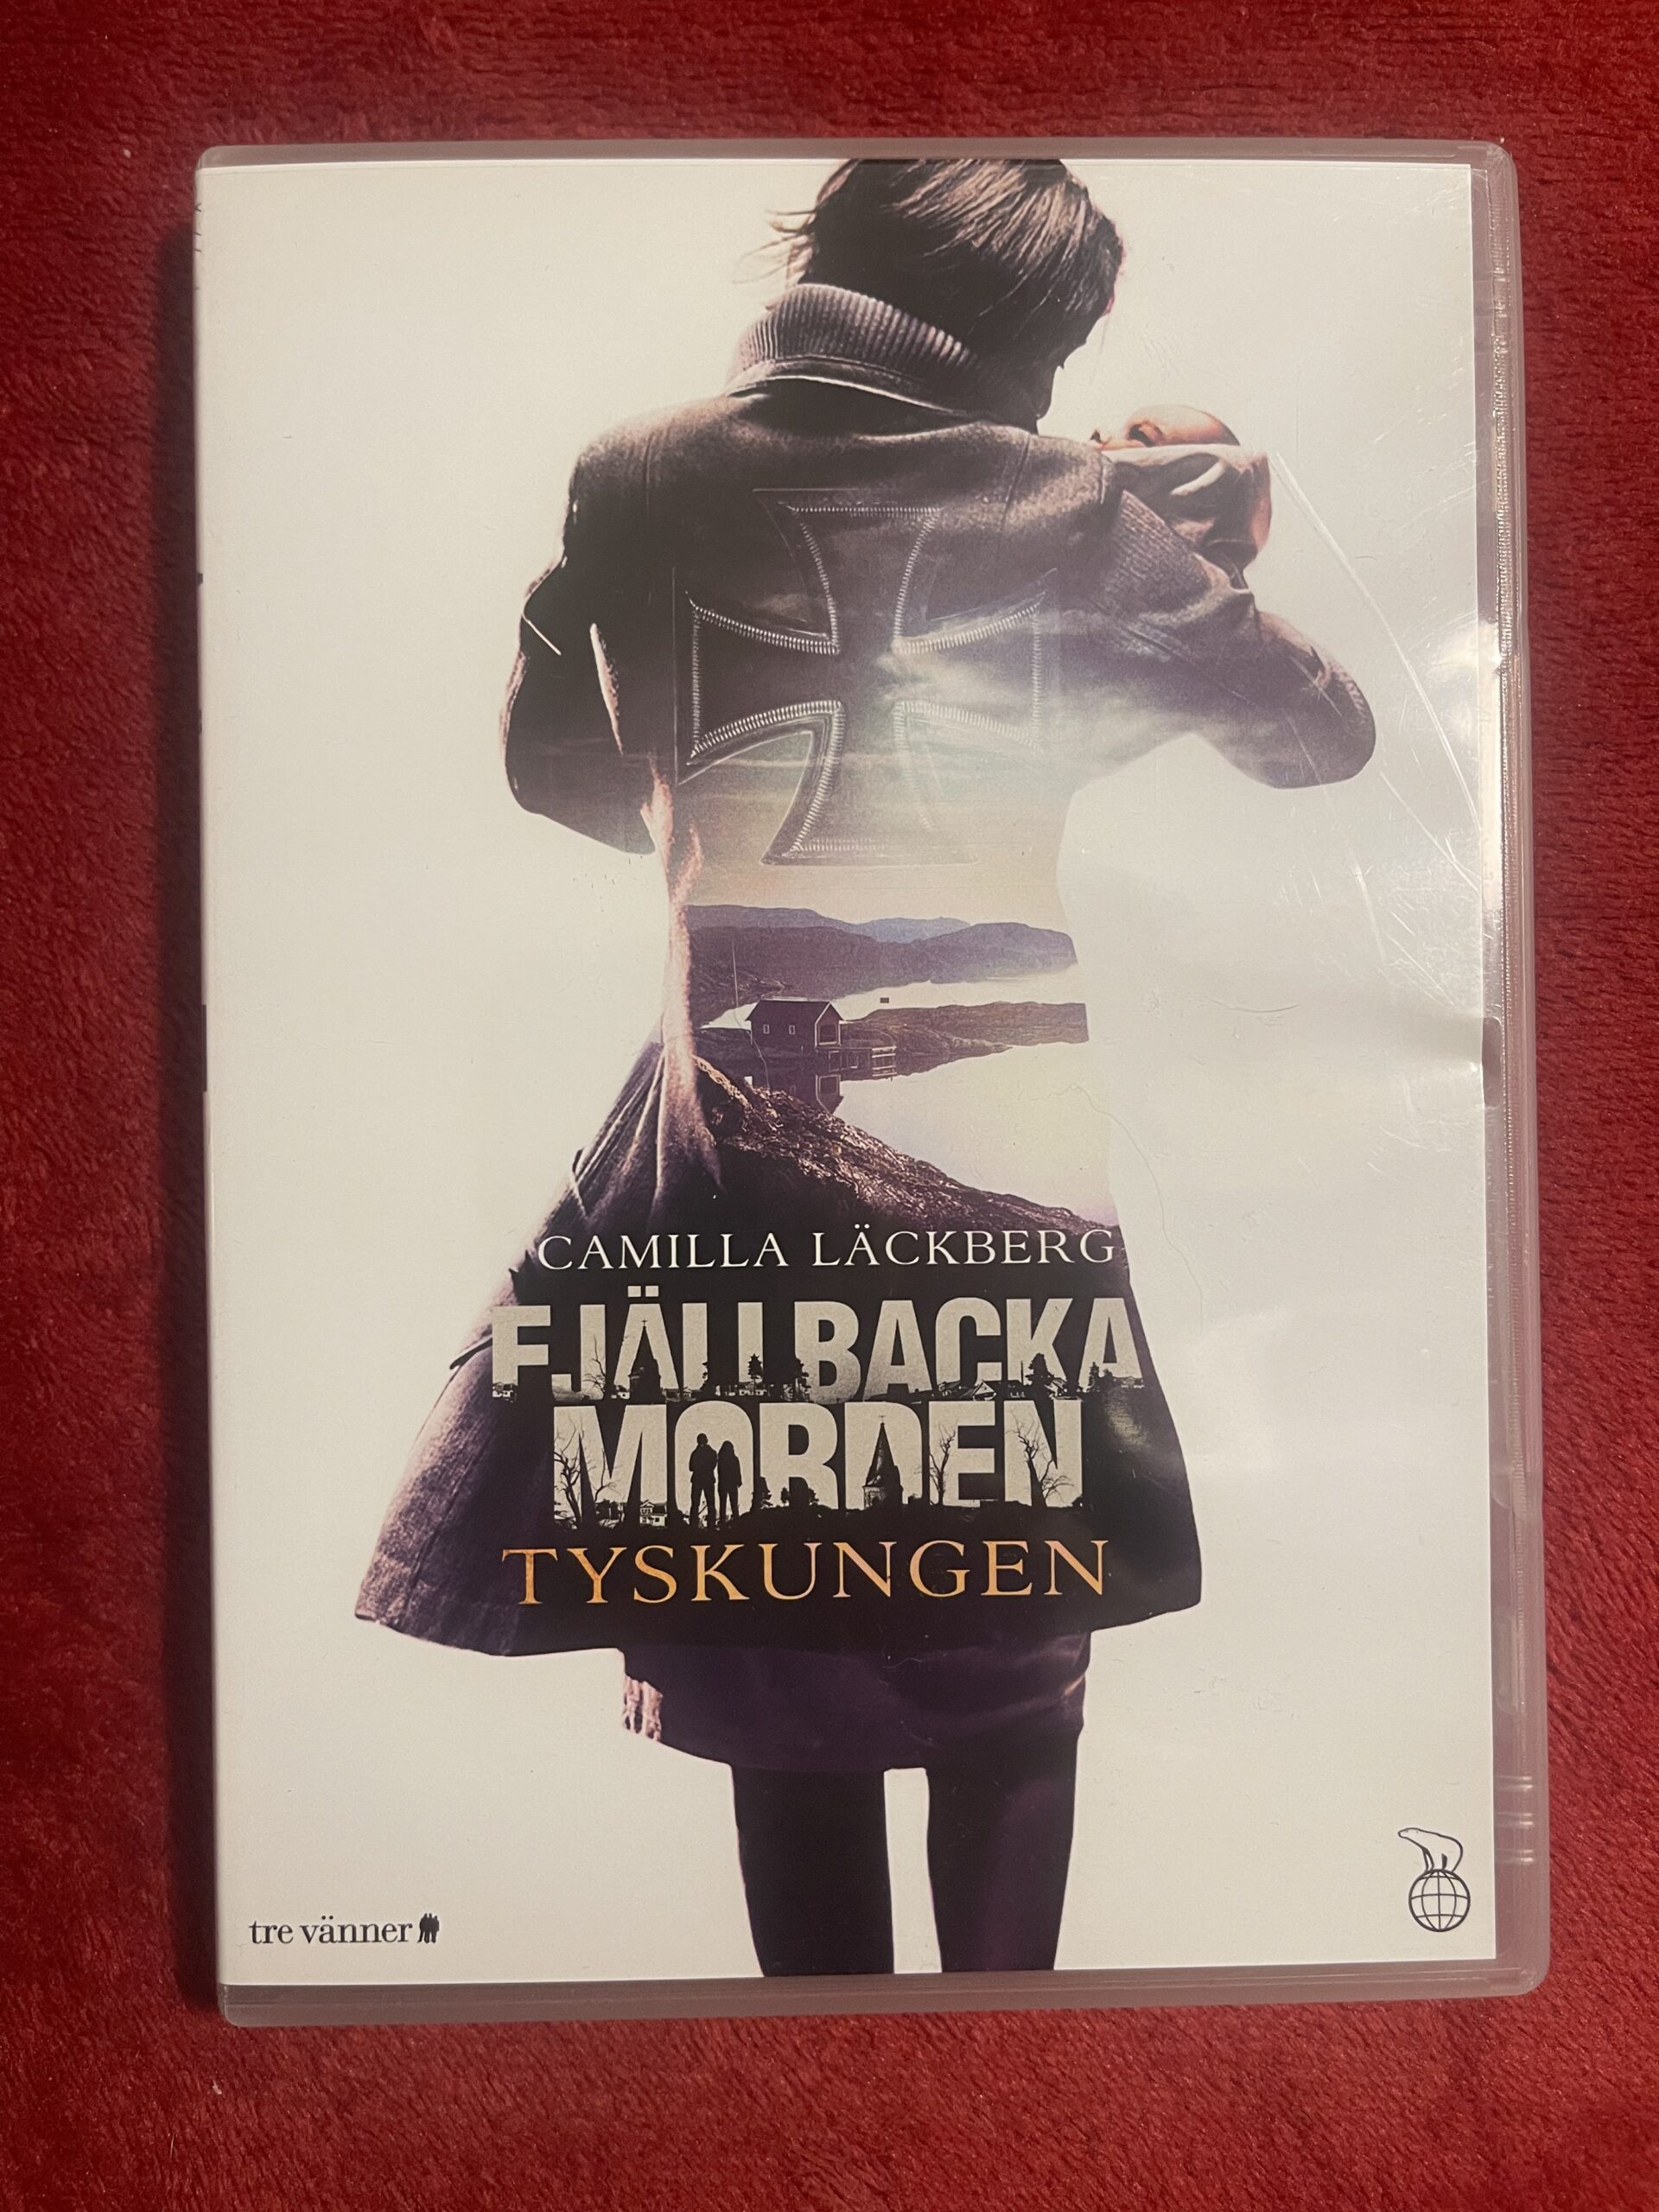 CAMILLA LÄCKBERG
FJÄLLBACKA
MORDEN
TYSKUNGEN
tre vänner